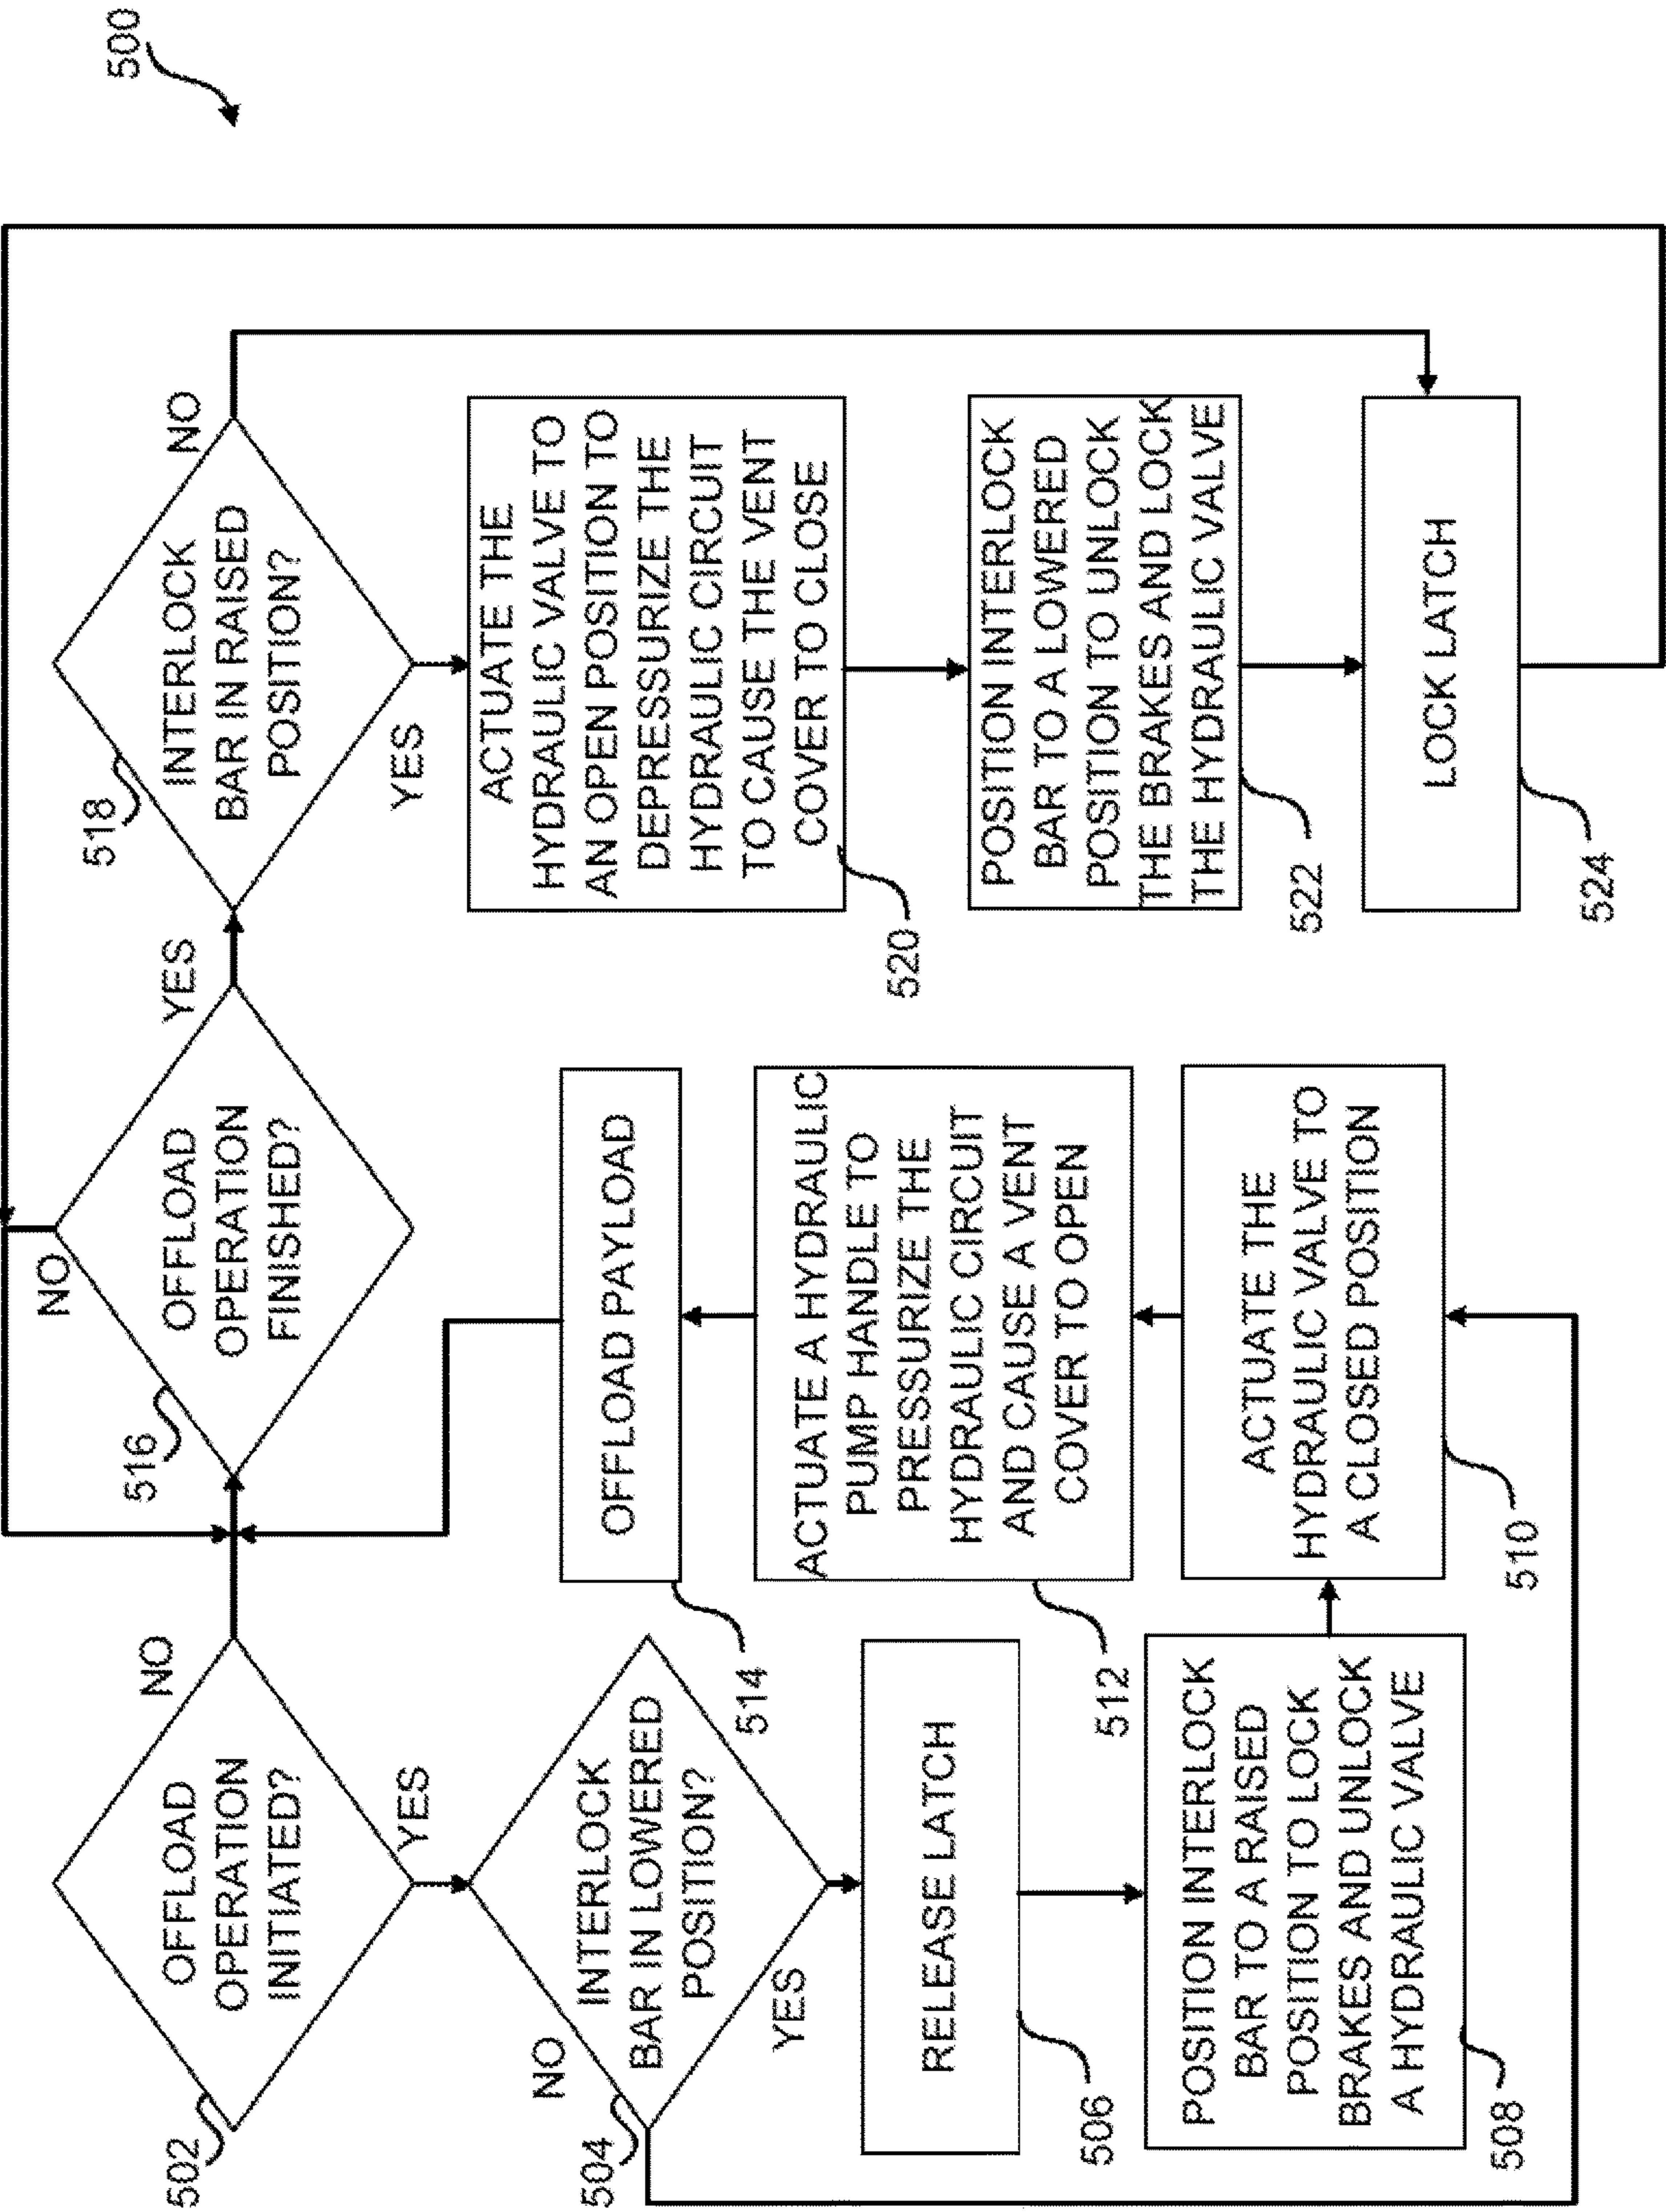 500
OFFLOAD
OPERATION
INITIATED?
502
NO
YES
INTERLOCK
BAR IN LOWERED
POSITION?
504
NO
YES
RELEASE LATCH
506
POSITION INTERLOCK
BAR TO A RAISED
POSITION TO LOCK
BRAKES AND UNLOCK
A HYDRAULIC VALVE
508
ACTUATE THE
HYDRAULIC VALVE TO
A CLOSED POSITION
510
ACTUATE A HYDRAULIC
PUMP HANDLE TO
PRESSURIZE THE
HYDRAULIC CIRCUIT
AND CAUSE A VENT
COVER TO OPEN
512
OFFLOAD PAYLOAD
514
OFFLOAD
OPERATION
FINISHED?
516
NO
YES
INTERLOCK
BAR IN RAISED
POSITION?
518
NO
YES
ACTUATE THE
HYDRAULIC VALVE TO
AN OPEN POSITION TO
DEPRESSURIZE THE
HYDRAULIC CIRCUIT
TO CAUSE THE VENT
COVER TO CLOSE
520
POSITION INTERLOCK
BAR TO A LOWERED
POSITION TO UNLOCK
THE BRAKES AND LOCK
THE HYDRAULIC VALVE
522
LOCK LATCH
524